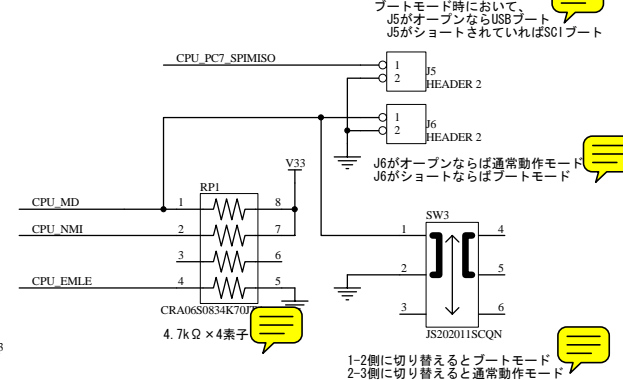 ブートモード時において、
J5がオープンならUSBブート
J5がショートされていればSCIブート
CPU_PC7_SPIMISO
1
2
J5
HEADER 2
1
2
J6
HEADER 2
J6がオープンならば通常動作モード
J6がショートならばブートモード
V33
RP1
CPU_MD
1
8
CPU_NMI
2
7
3
6
CPU_EMLE
4
5
CRA06S0834K70JT
4.7kΩ×4素子
SW3
1
4
2
5
3
6
JS202011SCQN
1-2側に切り替えるとブートモード
2-3側に切り替えると通常動作モード
3